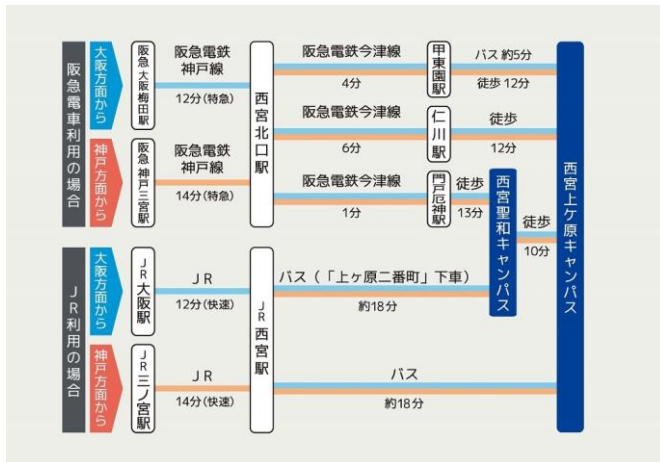 阪急電車利用の場合
大阪方面から
阪急 大阪梅田駅
阪急電鉄
神戸線
12分(特急)
神戸方面から
阪急 神戸三宮駅
阪急電鉄
神戸線
14分(特急)
西宮北口駅
阪急電鉄今津線
4分
甲東園駅
バス 約5分
徒歩 12分
阪急電鉄今津線
6分
仁川駅
徒歩
12分
阪急電鉄今津線
1分
門戸厄神駅
徒歩
13分
西宮聖和キャンパス
徒歩
10分
西宮上ケ原キャンパス
JR利用の場合
大阪方面から
JR大阪駅
JR
12分(快速)
神戸方面から
JR三ノ宮駅
JR
14分(快速)
JR西宮駅
バス(「上ヶ原二番町」下車)
約18分
バス
約18分